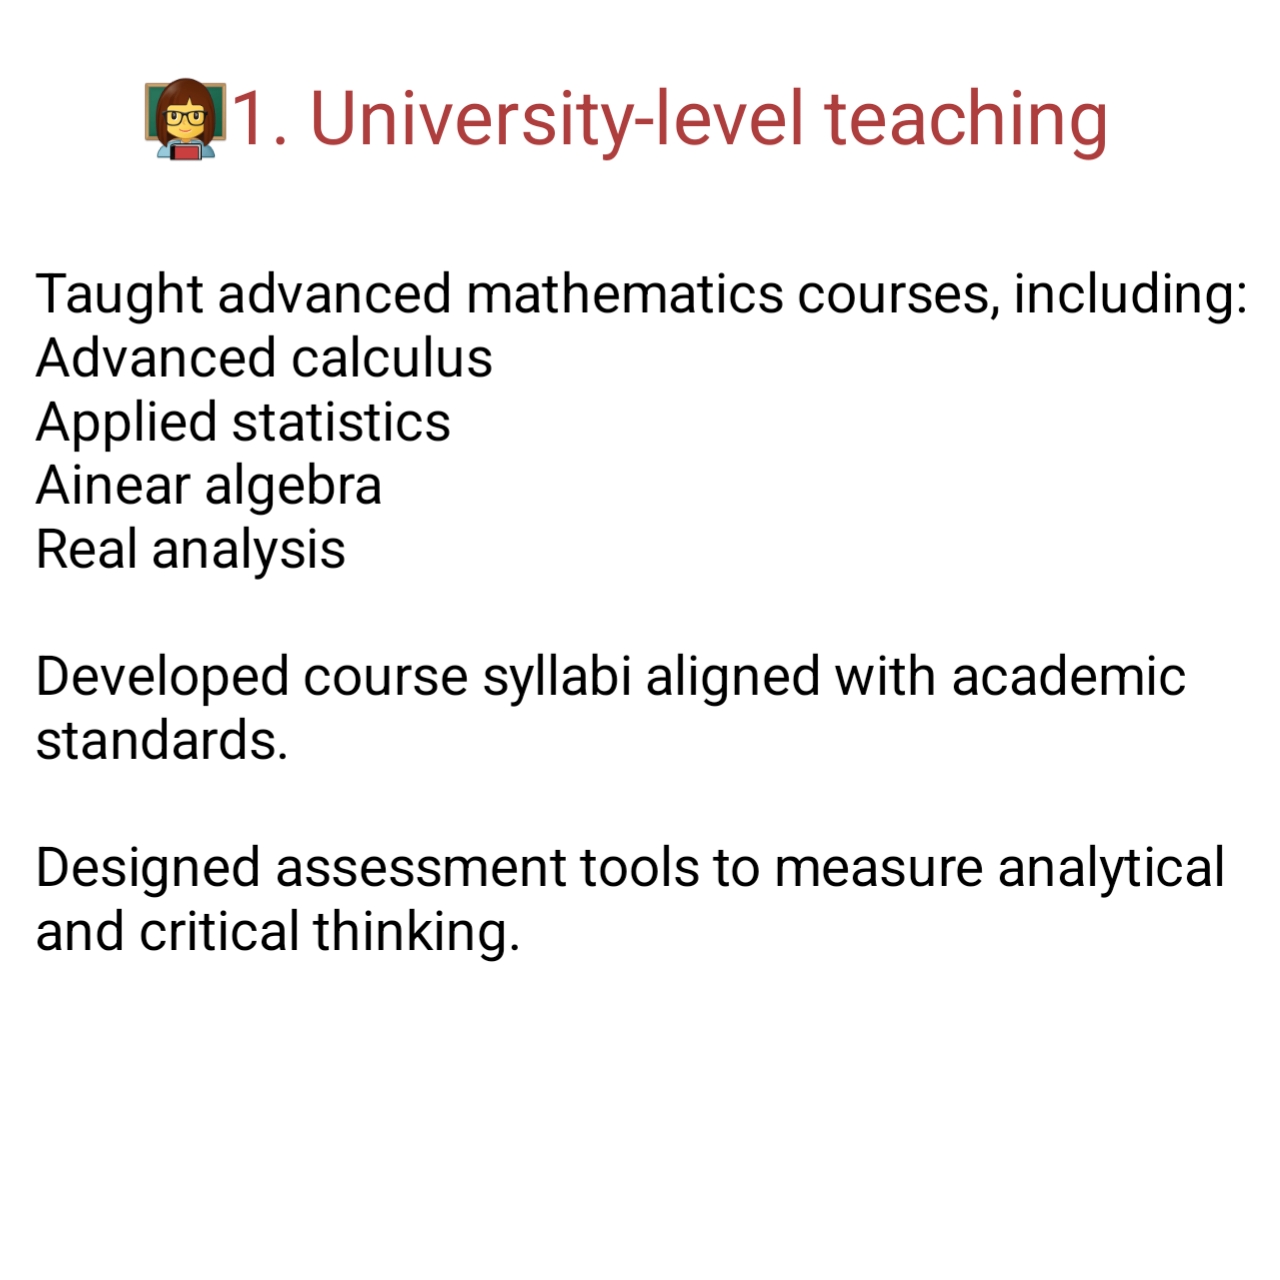 1. University-level teaching
Taught advanced mathematics courses, including:
Advanced calculus
Applied statistics
Ainear algebra
Real analysis
Developed course syllabi aligned with academic
standards.
Designed assessment tools to measure analytical
and critical thinking.